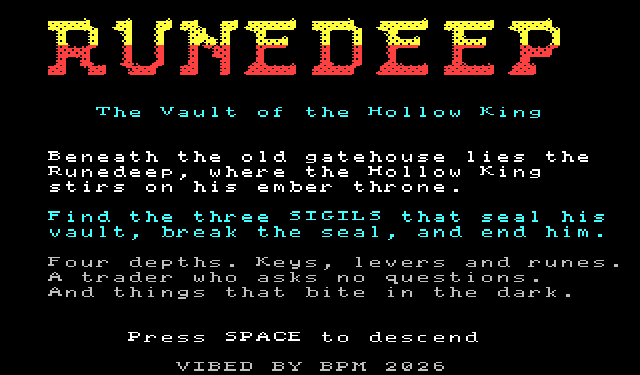 RUNEDEEP
The Vault of the Hollow King
Beneath the old gatehouse lies the
Runedeep, where the Hollow King
stirs on his ember throne.
Find the three SIGILS that seal his
vault, break the seal, and end him.
Four depths. Keys, levers and runes.
A trader who asks no questions.
And things that bite in the dark.
Press SPACE to descend
VIBED BY BPM 2026